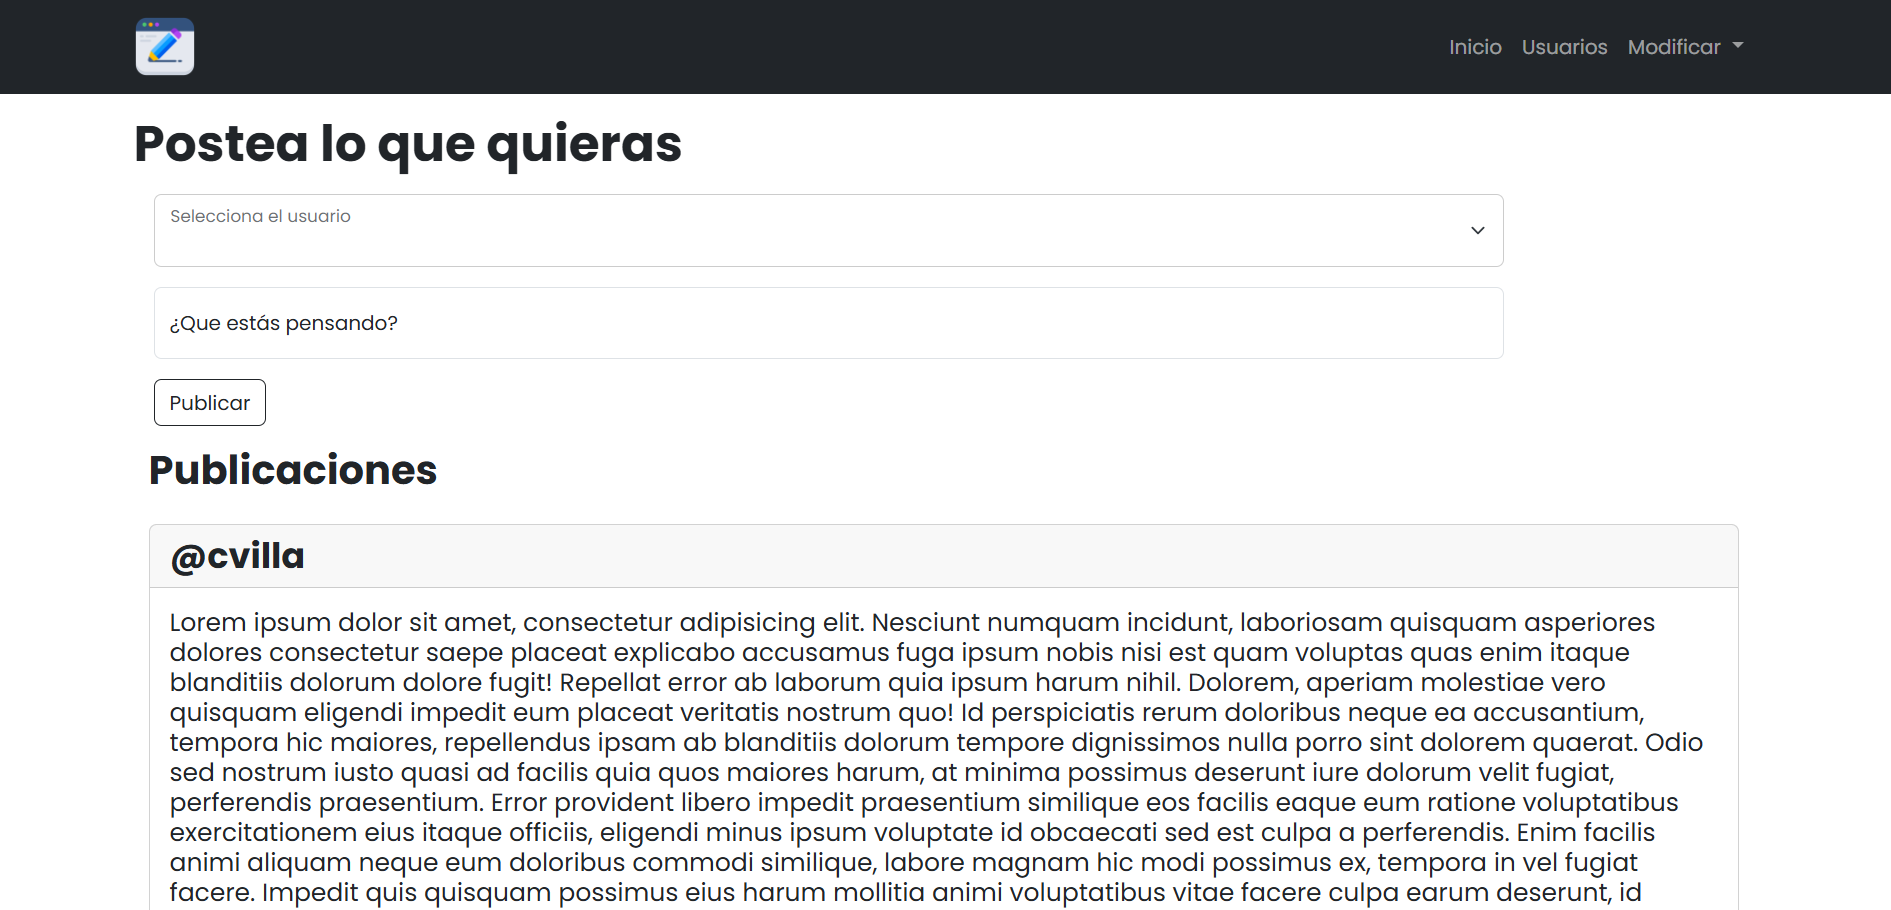 Inicio Usuarios Modificar
Postea lo que quieras
Selecciona el usuario
¿Que estás pensando?
Publicar
Publicaciones
@cvilla
Lorem ipsum dolor sit amet, consectetur adipisicing elit. Nesciunt numquam incidunt, laboriosam quisquam asperiores
dolores consectetur saepe placeat explicabo accusamus fuga ipsum nobis nisi est quam voluptas quas enim itaque
blanditiis dolorum dolore fugit! Repellat error ab laborum quia ipsum harum nihil. Dolorem, aperiam molestiae vero
quisquam eligendi impedit eum placeat veritatis nostrum quo! Id perspiciatis rerum doloribus neque ea accusantium,
tempora hic maiores, repellendus ipsam ab blanditiis dolorum tempore dignissimos nulla porro sint dolorem quaerat. Odio
sed nostrum iusto quasi ad facilis quia quos maiores harum, at minima possimus deserunt iure dolorum velit fugiat,
perferendis praesentium. Error provident libero impedit praesentium similique eos facilis eaque eum ratione voluptatibus
exercitationem eius itaque officiis, eligendi minus ipsum voluptate id obcaecati sed est culpa a perferendis. Enim facilis
animi aliquam neque eum doloribus commodi similique, labore magnam hic modi possimus ex, tempora in vel fugiat
facere. Impedit quis quisquam possimus eius harum mollitia animi voluptatibus vitae facere culpa earum deserunt, id